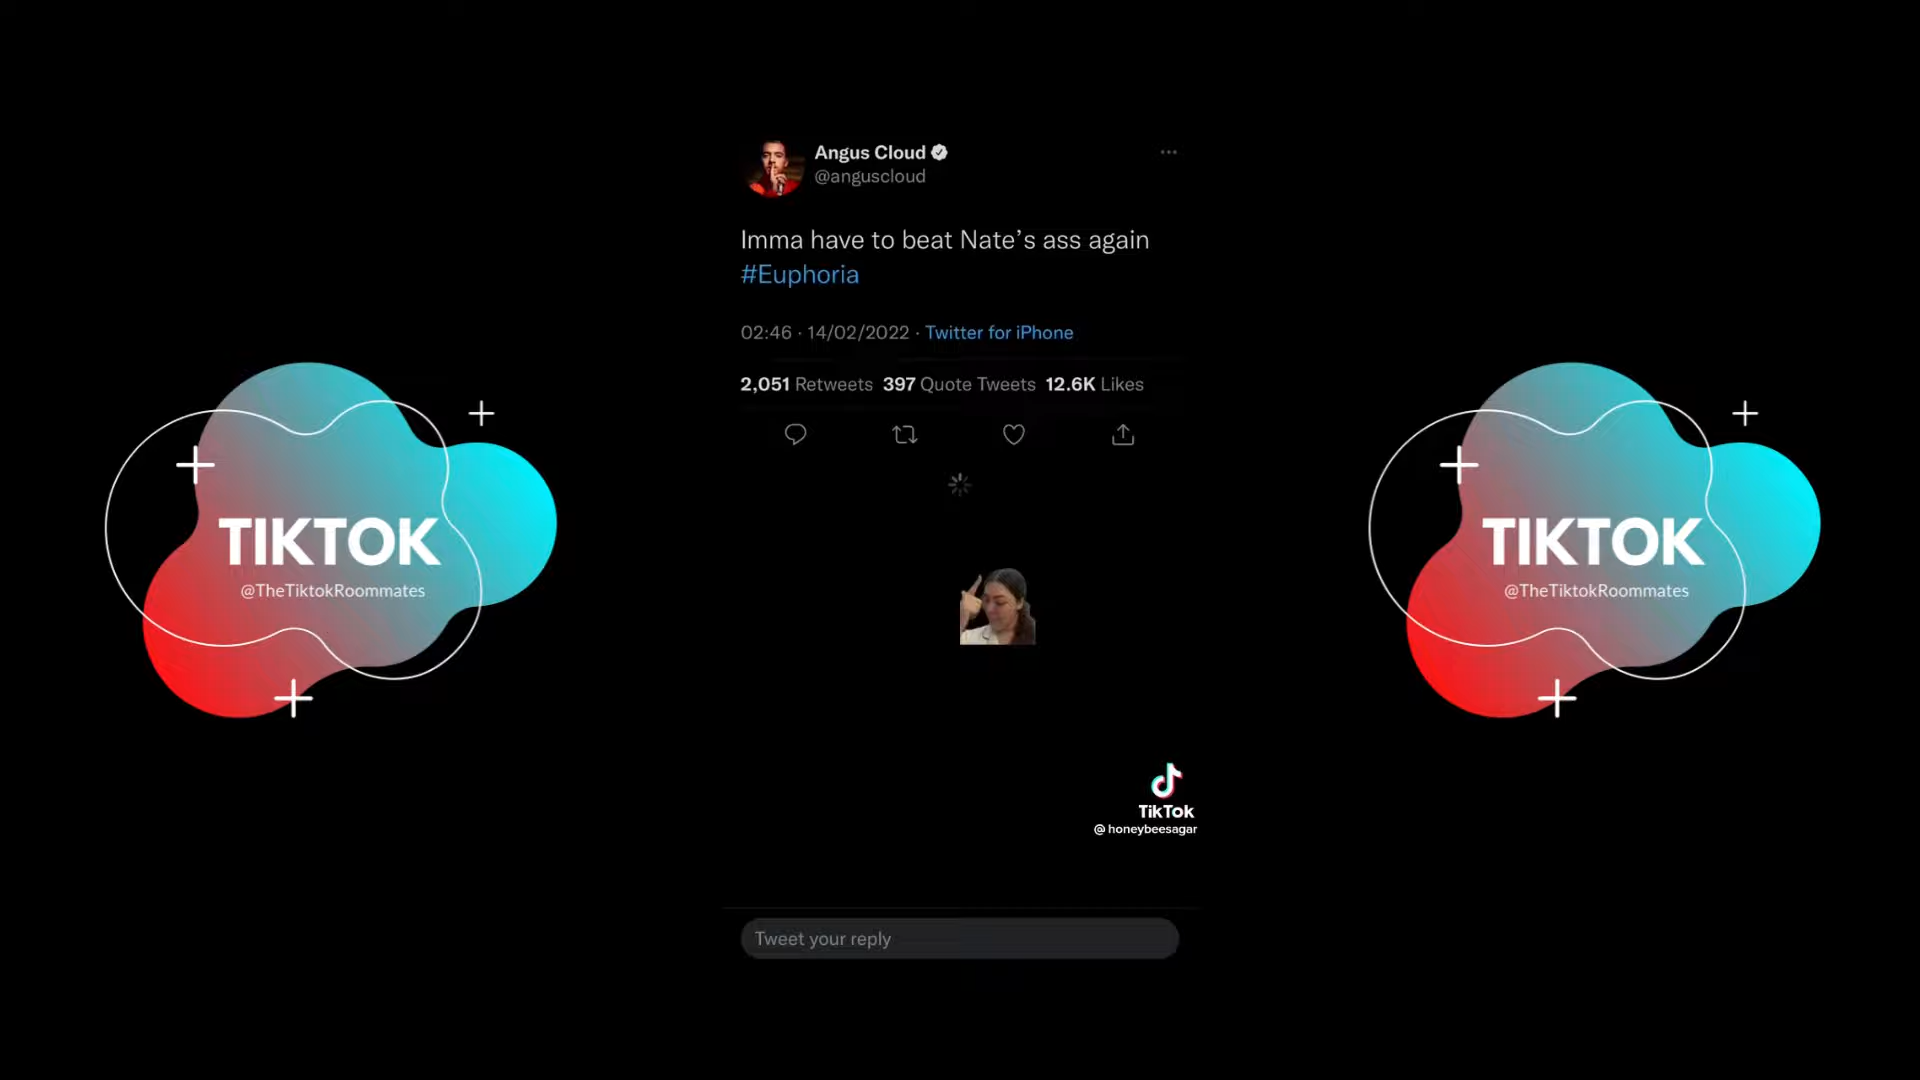 Angus Cloud
@anguscloud
Imma have to beat Nate’s ass again
#Euphoria
02:46 · 14/02/2022 · Twitter for iPhone
2,051 Retweets 397 Quote Tweets 12.6K Likes
TIKTOK
@TheTiktokRoommates
TIKTOK
@TheTiktokRoommates
TikTok
@honeybeesagar
Tweet your reply